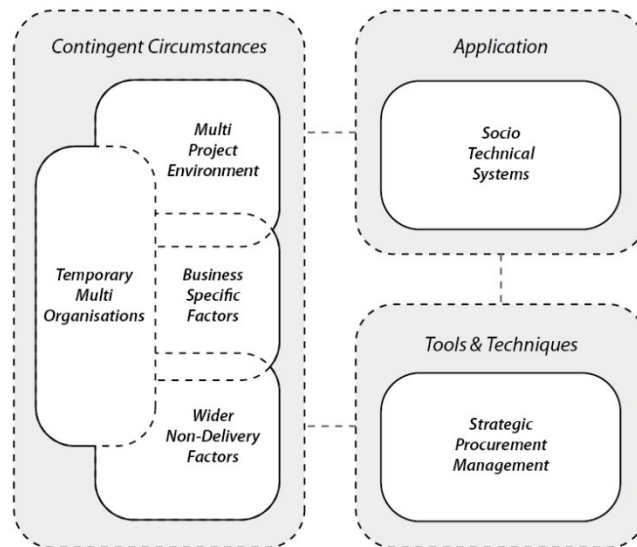 Contingent Circumstances
Multi
Project
Environment
Temporary
Multi
Organisations
Business
Specific
Factors
Wider
Non-Delivery
Factors
Application
Socio
Technical
Systems
Tools & Techniques
Strategic
Procurement
Management